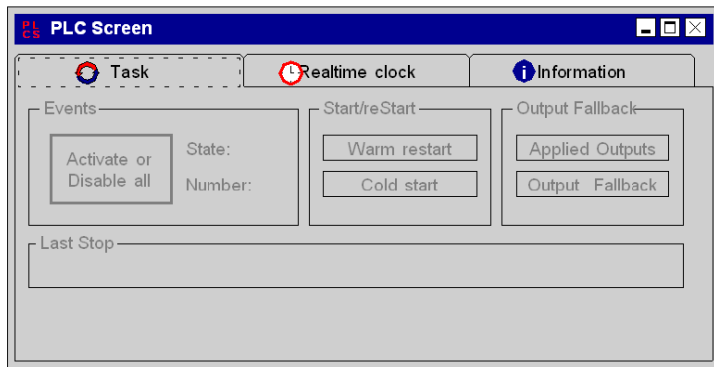 PLCS PLC Screen
Task Realtime clock Information
Events Start/reStart Output Fallback
Activate or Disable all
State:
Number:
Warm restart
Cold start
Applied Outputs
Output Fallback
Last Stop